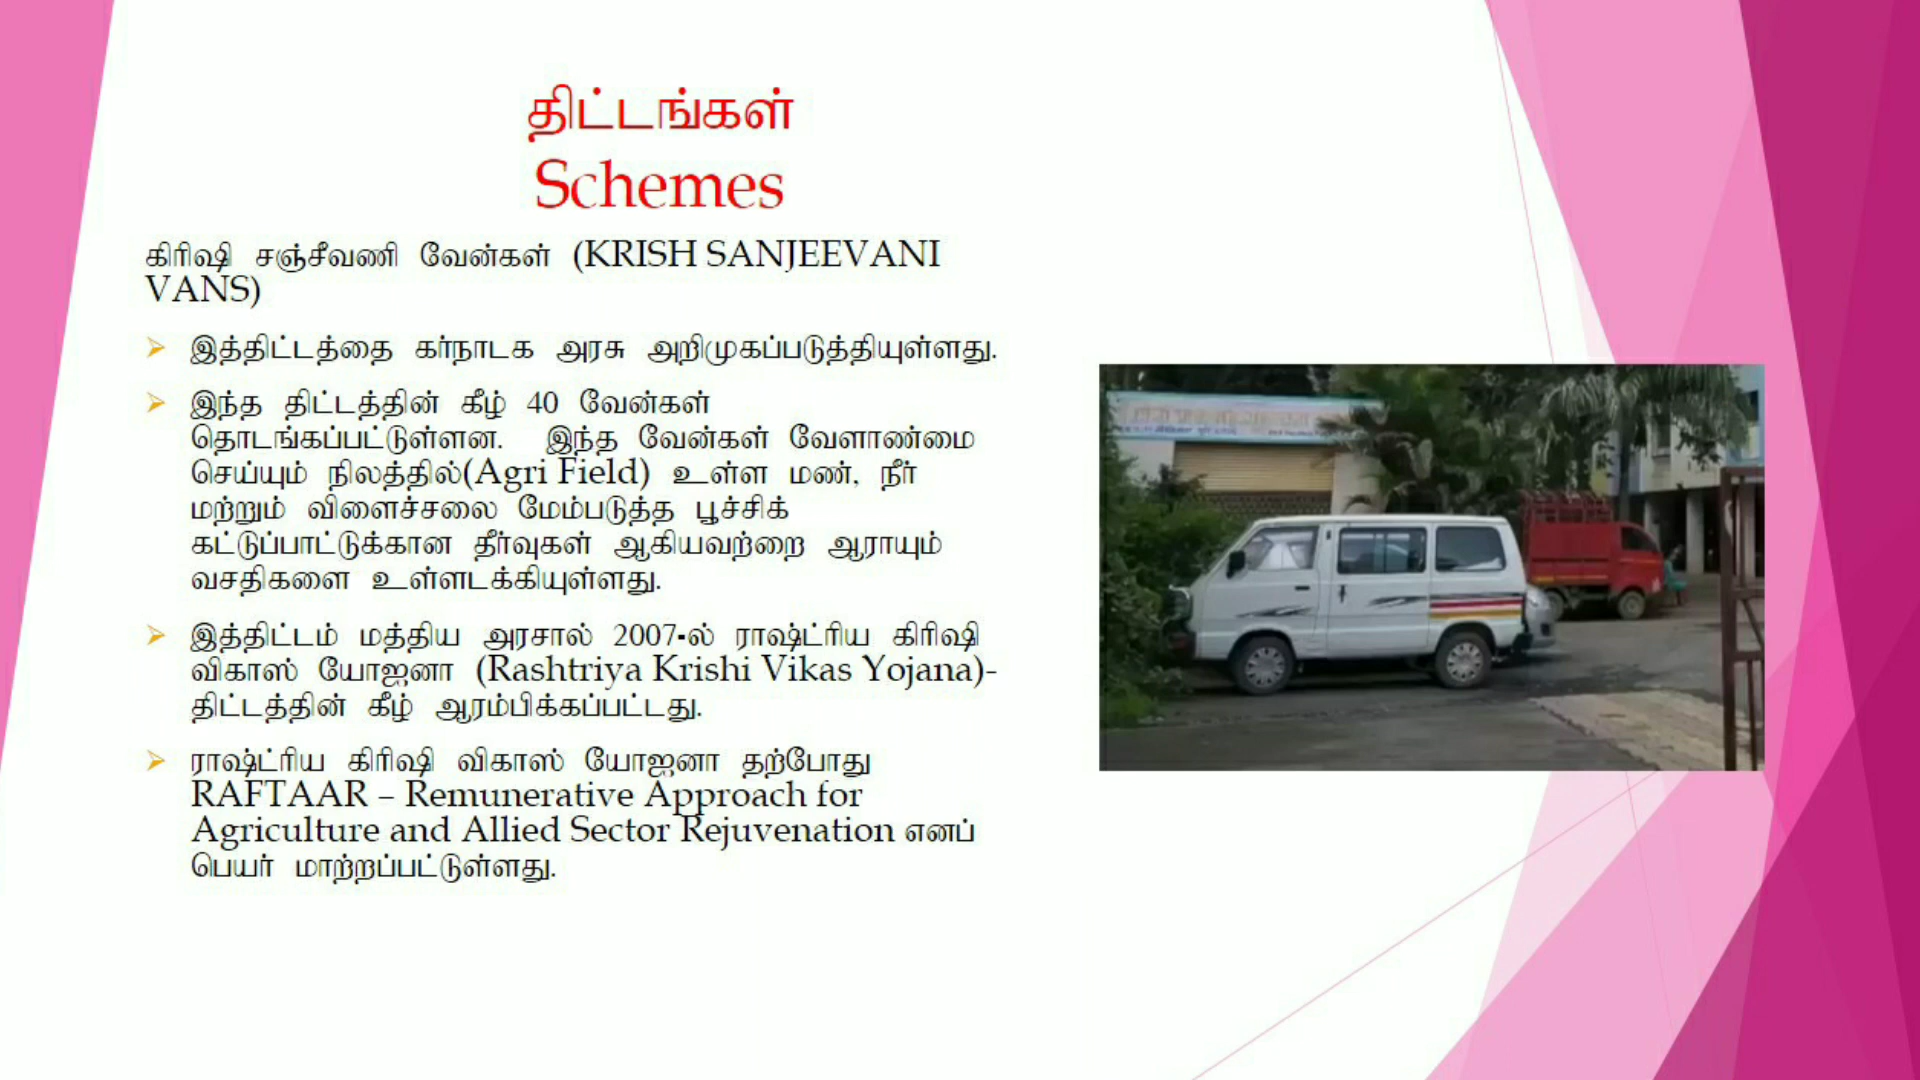 திட்டங்கள்
Schemes
கிரிஷி சஞ்சீவணி வேன்கள் (KRISH SANJEEVANI
VANS)
இத்திட்டத்தை கர்நாடக அரசு அறிமுகப்படுத்தியுள்ளது.
இந்த திட்டத்தின் கீழ் 40 வேன்கள்
தொடங்கப்பட்டுள்ளன. இந்த வேன்கள் வேளாண்மை
செய்யும் நிலத்தில்(Agri Field) உள்ள மண், நீர்
மற்றும் விளைச்சலை மேம்படுத்த பூச்சிக்
கட்டுப்பாட்டுக்கான தீர்வுகள் ஆகியவற்றை ஆராயும்
வசதிகளை உள்ளடக்கியுள்ளது.
இத்திட்டம் மத்திய அரசால் 2007-ல் ராஷ்ட்ரிய கிரிஷி
விகாஸ் யோஜனா (Rashtriya Krishi Vikas Yojana)-
திட்டத்தின் கீழ் ஆரம்பிக்கப்பட்டது.
ராஷ்ட்ரிய கிரிஷி விகாஸ் யோஜனா தற்போது
RAFTAAR – Remunerative Approach for
Agriculture and Allied Sector Rejuvenation எனப்
பெயர் மாற்றப்பட்டுள்ளது.